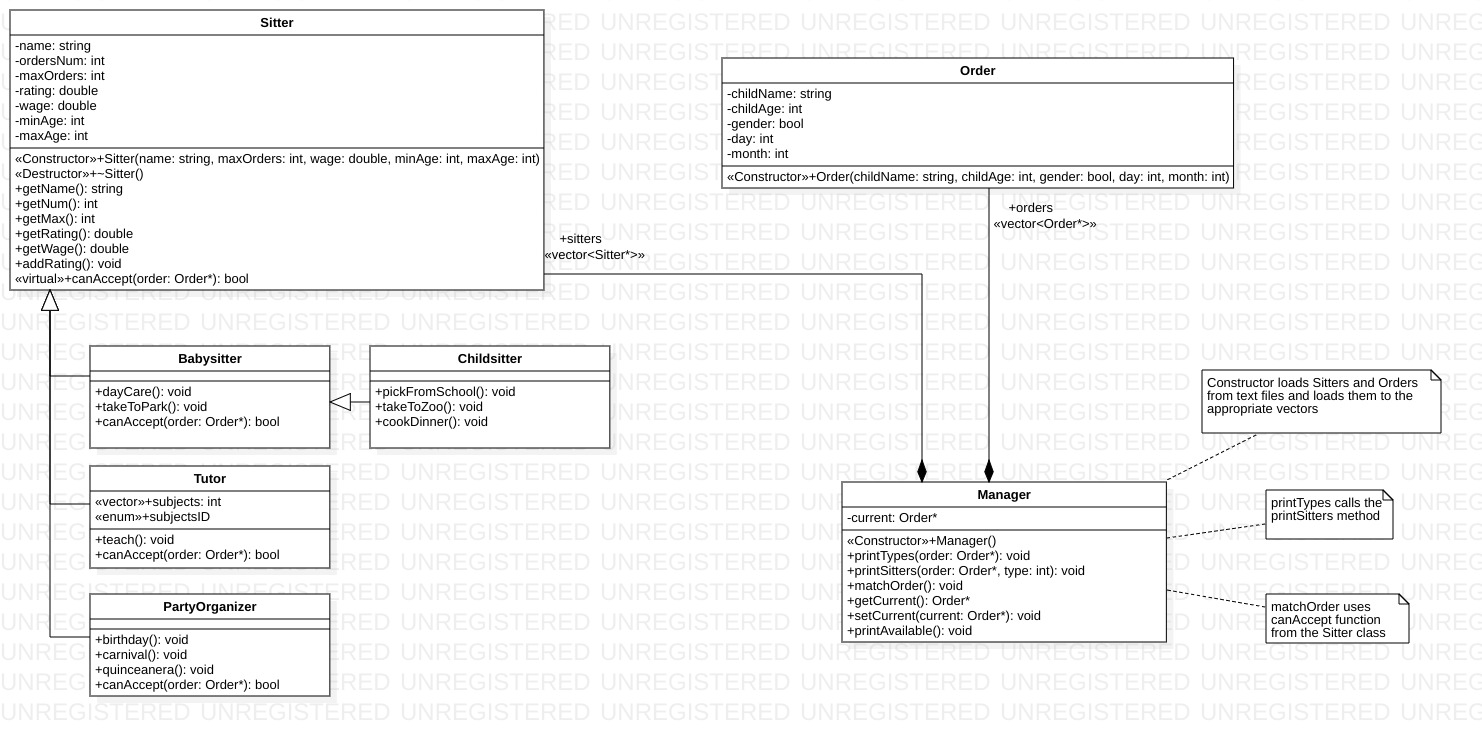 Sitter
-name: string
-ordersNum: int
-maxOrders: int
-rating: double
-wage: double
-minAge: int
-maxAge: int
«Constructor»+Sitter(name: string, maxOrders: int, wage: double, minAge: int, maxAge: int)
«Destructor»+~Sitter()
+getName(): string
+getNum(): int
+getMax(): int
+getRating(): double
+getWage(): double
+addRating(): void
«virtual»+canAccept(order: Order*): bool
Order
-childName: string
-childAge: int
-gender: bool
-day: int
-month: int
«Constructor»+Order(childName: string, childAge: int, gender: bool, day: int, month: int)
+sitters
«vector<Sitter*>»
+orders
«vector<Order*>»
Babysitter
+dayCare(): void
+takeToPark(): void
+canAccept(order: Order*): bool
Childsitter
+pickFromSchool(): void
+takeToZoo(): void
+cookDinner(): void
Tutor
«vector»+subjects: int
«enum»+subjectsID
+teach(): void
+canAccept(order: Order*): bool
PartyOrganizer
+birthday(): void
+carnival(): void
+quinceanera(): void
+canAccept(order: Order*): bool
Manager
-current: Order*
«Constructor»+Manager()
+printTypes(order: Order*): void
+printSitters(order: Order*, type: int): void
+matchOrder(): void
+getCurrent(): Order*
+setCurrent(current: Order*): void
+printAvailable(): void
Constructor loads Sitters and Orders
from text files and loads them to the
appropriate vectors
printTypes calls the
printSitters method
matchOrder uses
canAccept function
from the Sitter class
UNREGISTERED